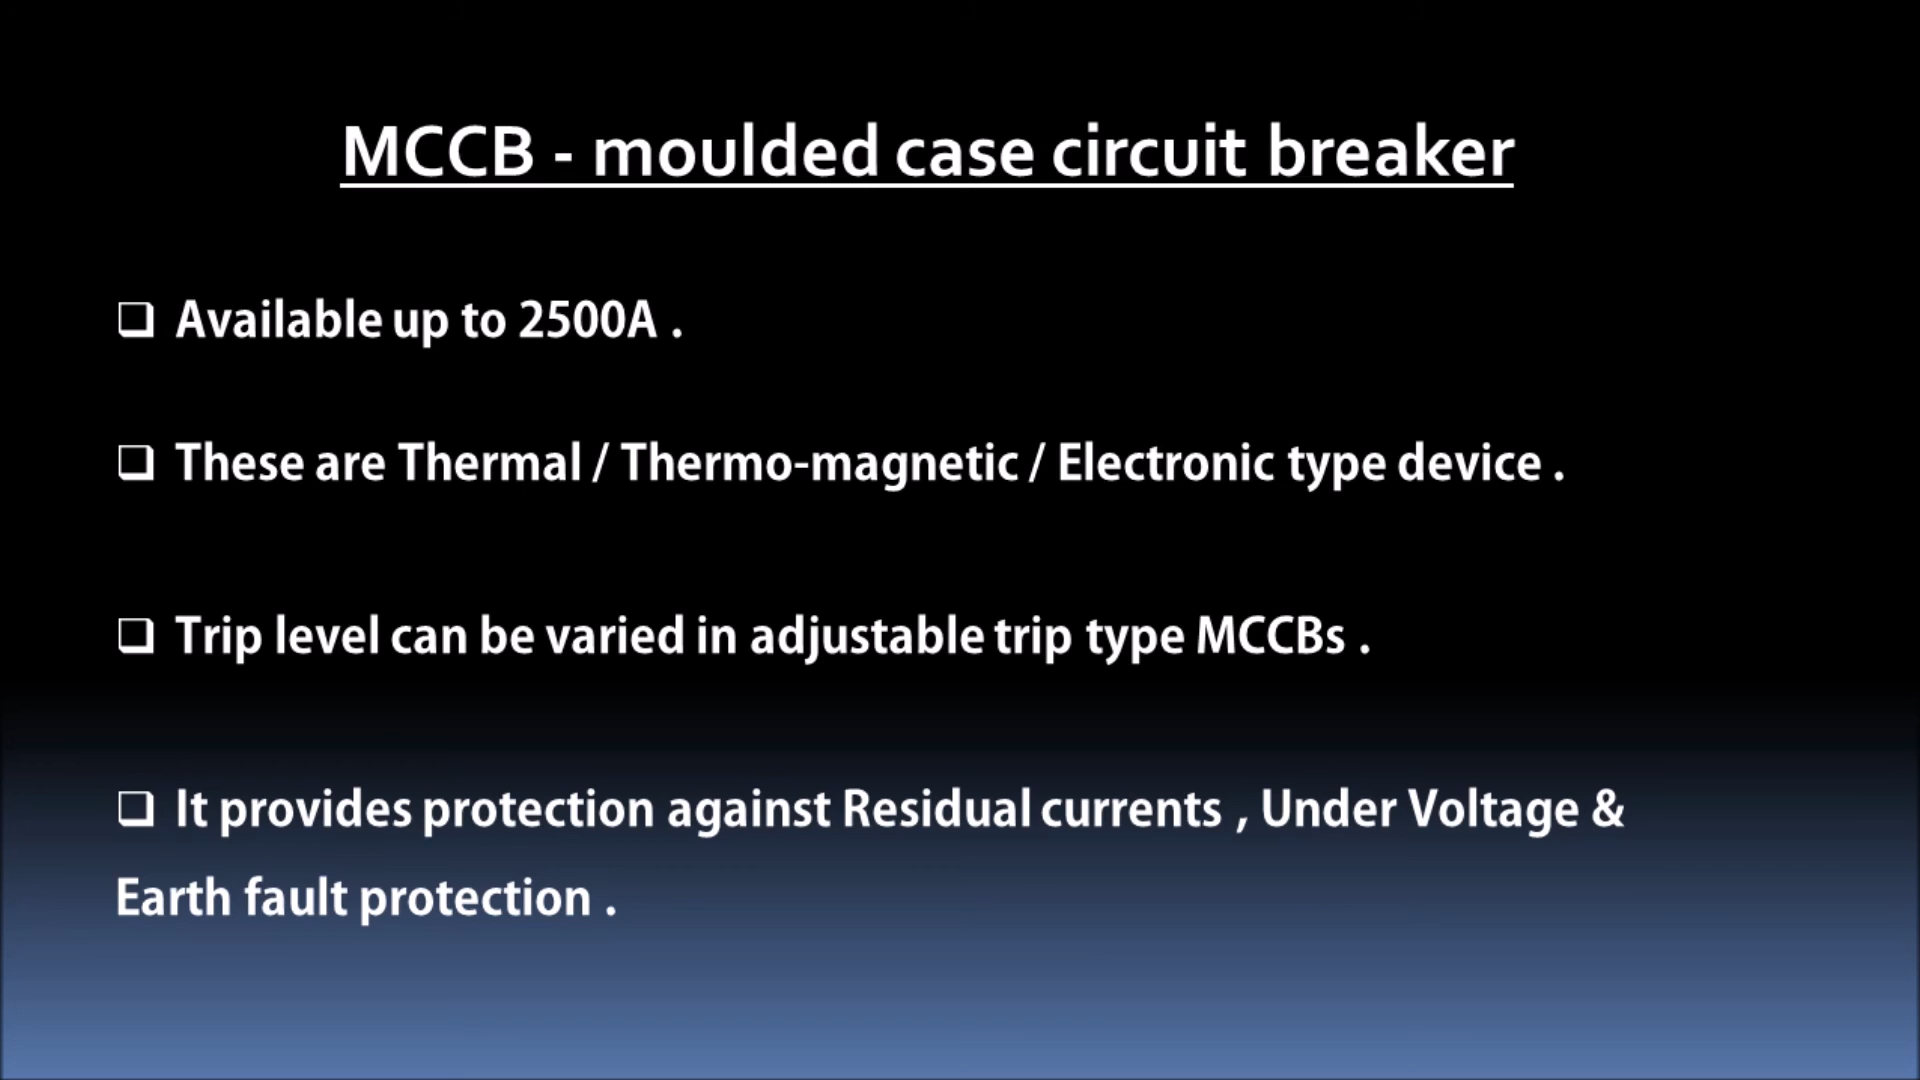 MCCB - moulded case circuit breaker
❑ Available up to 2500A .
❑ These are Thermal / Thermo-magnetic / Electronic type device .
❑ Trip level can be varied in adjustable trip type MCCBs .
❑ It provides protection against Residual currents , Under Voltage &
Earth fault protection .